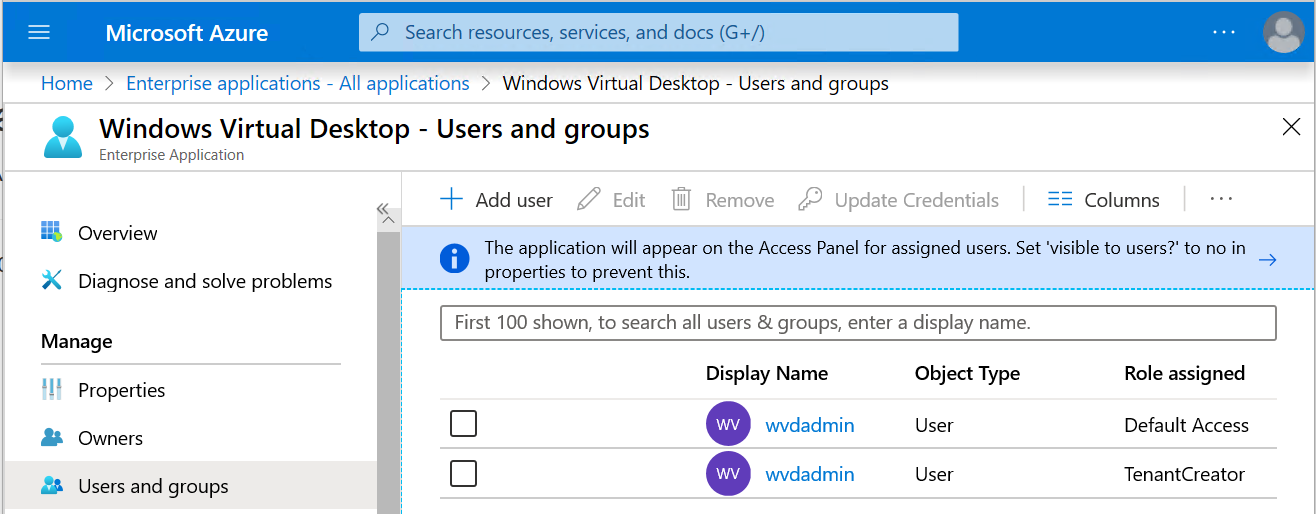 Microsoft Azure
Search resources, services, and docs (G+/)
Home > Enterprise applications - All applications > Windows Virtual Desktop - Users and groups
Windows Virtual Desktop - Users and groups
Enterprise Application
Overview
Diagnose and solve problems
Manage
Properties
Owners
Users and groups
Add user Edit Remove Update Credentials Columns ...
The application will appear on the Access Panel for assigned users. Set 'visible to users?' to no in
properties to prevent this.
First 100 shown, to search all users & groups, enter a display name.
Display Name Object Type Role assigned
WV wvdadmin User Default Access
WV wvdadmin User TenantCreator